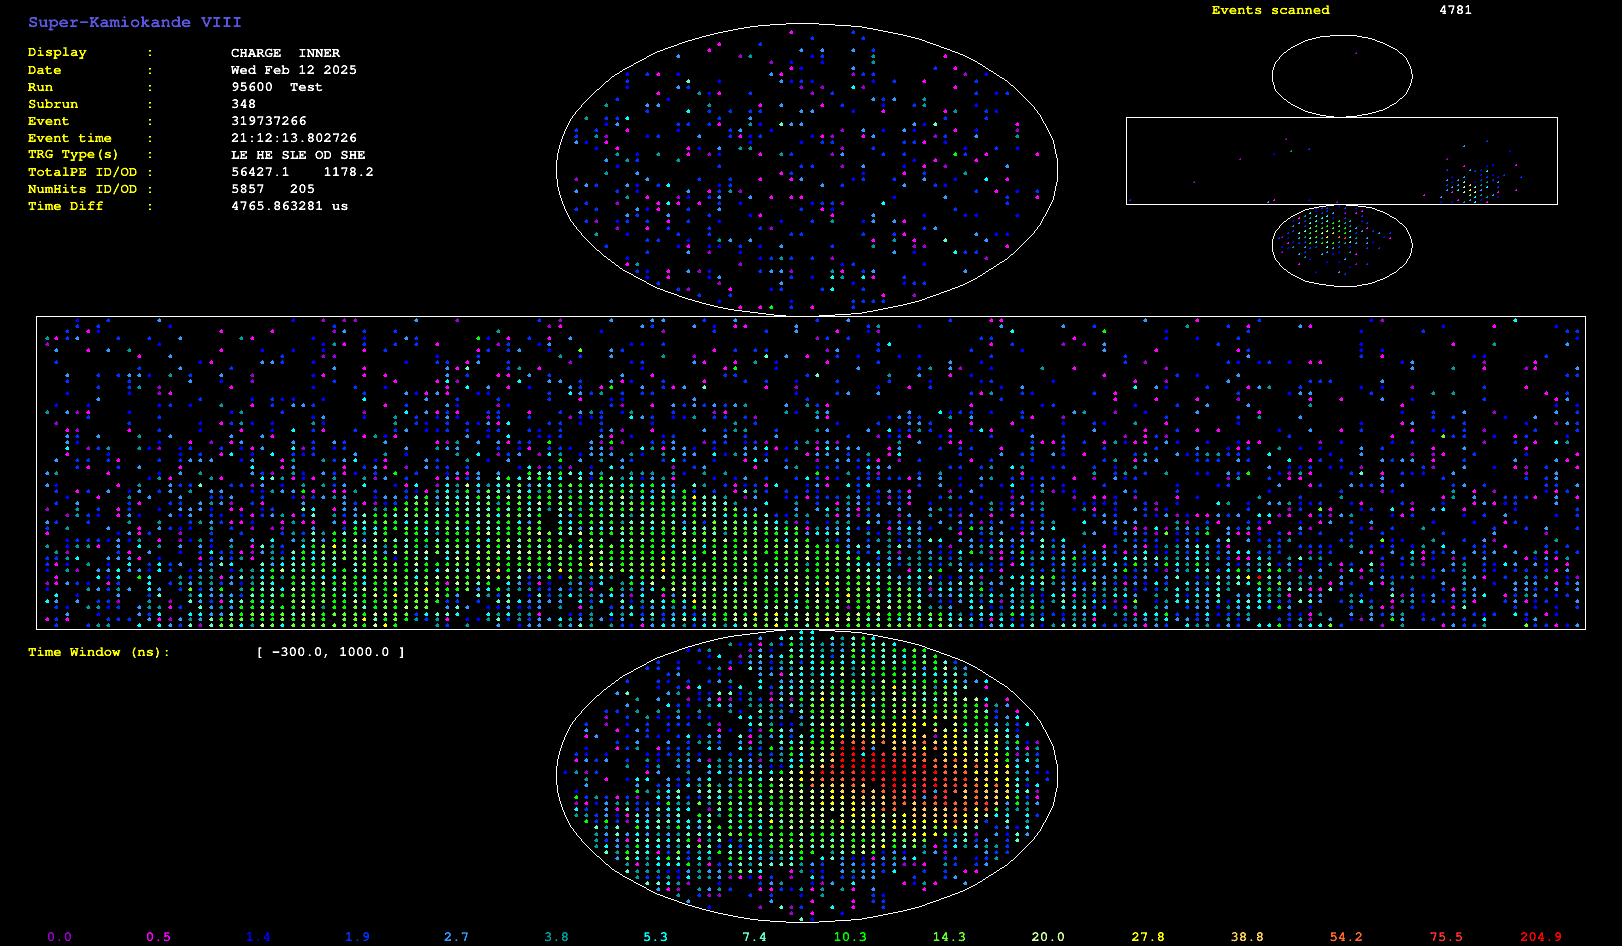 Super-Kamiokande VIII
Events scanned 4781
Display : CHARGE INNER
Date : Wed Feb 12 2025
Run : 95600 Test
Subrun : 348
Event : 319737266
Event time : 21:12:13.802726
TRG Type(s) : LE HE SLE OD SHE
TotalPE ID/OD : 56427.1 1178.2
NumHits ID/OD : 5857 205
Time Diff : 4765.863281 us
Time Window (ns): [ -300.0, 1000.0 ]
0.0 0.5 1.4 1.9 2.7 3.8 5.3 7.4 10.3 14.3 20.0 27.8 38.8 54.2 75.5 204.9